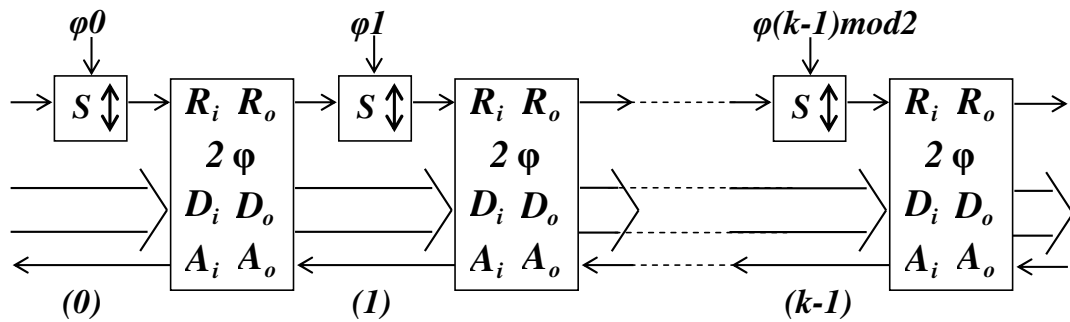 φ0 φ1 φ(k-1)mod2
S R_i R_o S R_i R_o S R_i R_o
2 φ 2 φ 2 φ
D_i D_o D_i D_o D_i D_o
A_i A_o A_i A_o A_i A_o
(0) (1) (k-1)